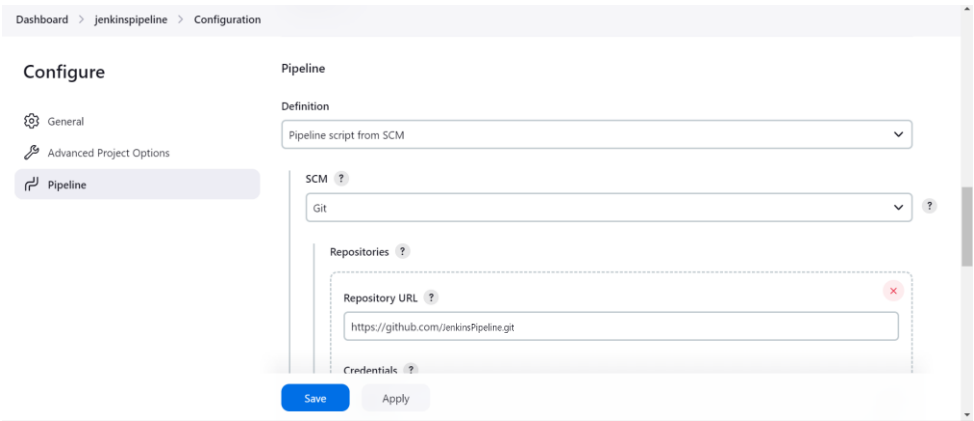 Dashboard > jenkinspipeline > Configuration
Configure
General
Advanced Project Options
Pipeline
Pipeline
Definition
Pipeline script from SCM
SCM ?
Git
?
Repositories ?
Repository URL ?
https://github.com/JenkinsPipeline.git
Credentials ?
Save
Apply